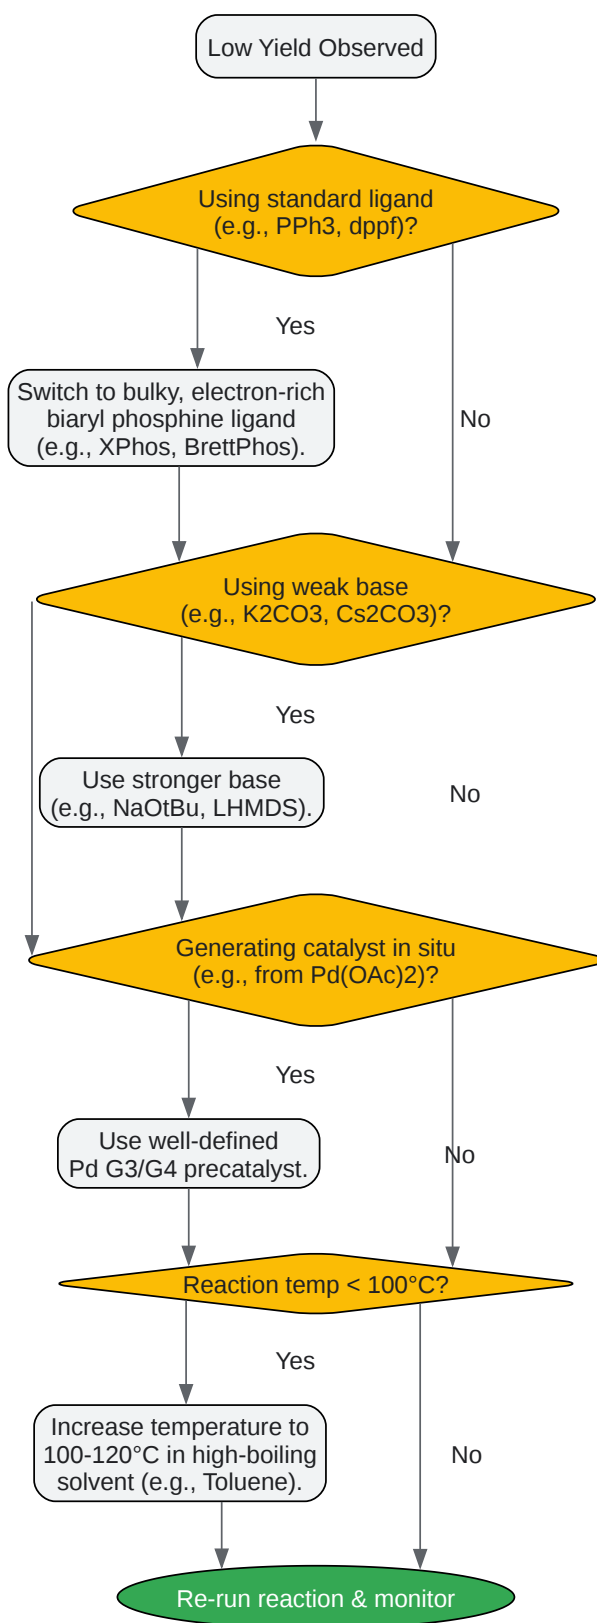 Low Yield Observed
Using standard ligand
(e.g., PPh3, dppf)?
Yes
Switch to bulky, electron-rich
biaryl phosphine ligand
(e.g., XPhos, BrettPhos).
No
Using weak base
(e.g., K2CO3, Cs2CO3)?
Yes
Use stronger base
(e.g., NaOtBu, LHMDS).
No
Generating catalyst in situ
(e.g., from Pd(OAc)2)?
Yes
Use well-defined
Pd G3/G4 precatalyst.
No
Reaction temp < 100°C?
Yes
Increase temperature to
100-120°C in high-boiling
solvent (e.g., Toluene).
No
Re-run reaction & monitor